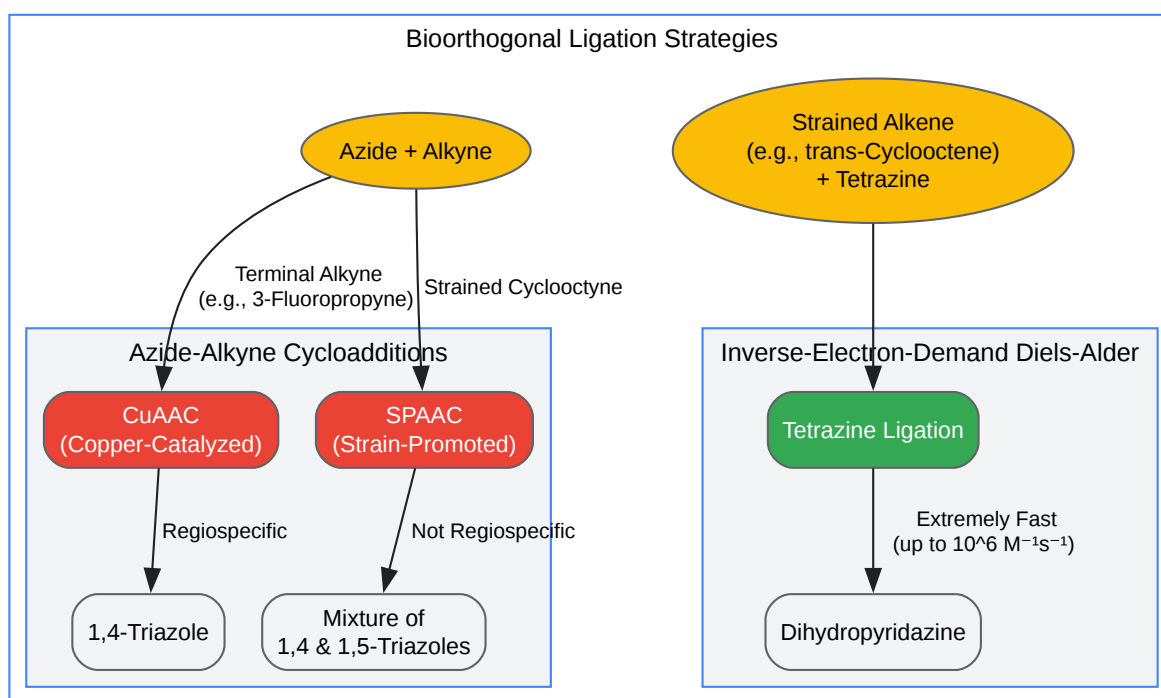 Bioorthogonal Ligation Strategies
Azide + Alkyne
Strained Alkene
(e.g., trans-Cyclooctene)
+ Tetrazine
Terminal Alkyne
(e.g., 3-Fluoropropyne)
Strained Cyclooctyne
Azide-Alkyne Cycloadditions
Inverse-Electron-Demand Diels-Alder
CuAAC
(Copper-Catalyzed)
SPAAC
(Strain-Promoted)
Tetrazine Ligation
Regiospecific
Not Regiospecific
Extremely Fast
(up to 10^6 M⁻¹s⁻¹)
1,4-Triazole
Mixture of
1,4 & 1,5-Triazoles
Dihydropyridazine